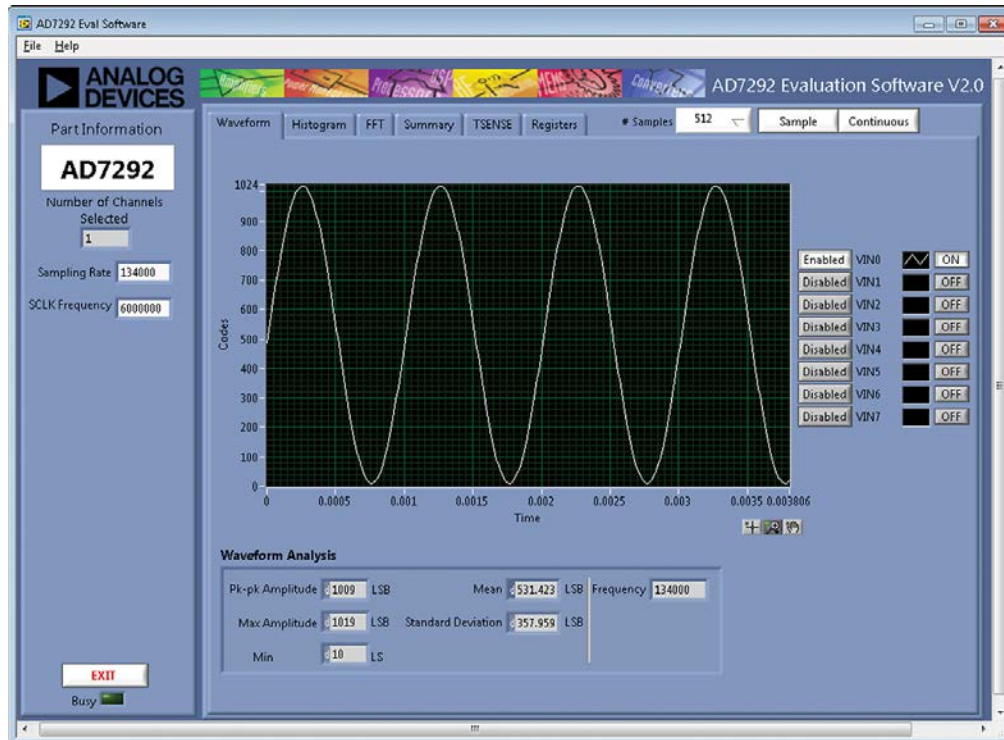 AD7292 Eval Software
File Help
ANALOG
DEVICES
Amplifiers Power Processors DSP MEMS Converters
AD7292 Evaluation Software V2.0
Part Information
AD7292
Number of Channels
Selected
1
Sampling Rate 134000
SCLK Frequency 6000000
EXIT
Busy
Waveform Histogram FFT Summary TSENSE Registers # Samples 512 Sample Continuous
1024
900
800
700
600
500
400
300
200
100
0
Codes
0 0.0005 0.001 0.0015 0.002 0.0025 0.003 0.0035 0.003806
Time
Enabled VIN0 ON
Disabled VIN1 OFF
Disabled VIN2 OFF
Disabled VIN3 OFF
Disabled VIN4 OFF
Disabled VIN5 OFF
Disabled VIN6 OFF
Disabled VIN7 OFF
Waveform Analysis
Pk-pk Amplitude 1009 LSB Mean 531.423 LSB Frequency 134000
Max Amplitude 1019 LSB Standard Deviation 357.959 LSB
Min 10 LS